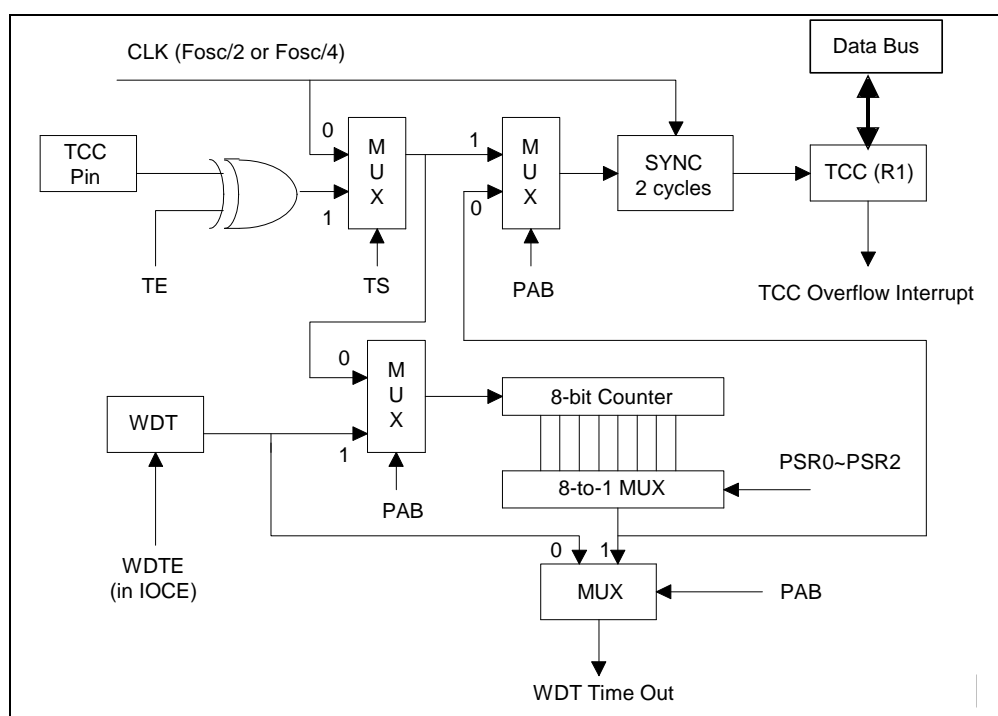 CLK (Fosc/2 or Fosc/4)
Data Bus
TCC
Pin
0
1
M
U
X
1
0
M
U
X
SYNC
2 cycles
TCC (R1)
TE
TS
PAB
TCC Overflow Interrupt
0
1
M
U
X
8-bit Counter
WDT
PSR0~PSR2
8-to-1 MUX
PAB
WDTE
(in IOCE)
0
1
MUX
PAB
WDT Time Out